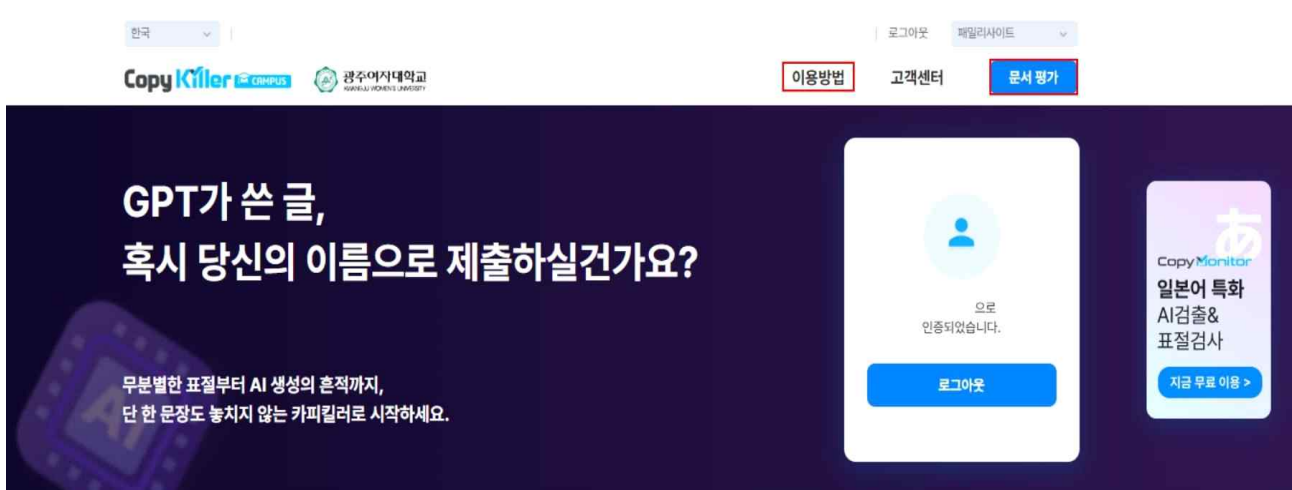 한국
로그아웃 패밀리사이트
Copy Killer CAMPUS 광주여자대학교
KWANGJU WOMEN'S UNIVERSITY
이용방법 고객센터 문서 평가
GPT가 쓴 글,
혹시 당신의 이름으로 제출하실건가요?
무분별한 표절부터 AI 생성의 흔적까지,
단 한 문장도 놓치지 않는 카피킬러로 시작하세요.
AI
으로
인증되었습니다.
로그아웃
あ
CopyMonitor
일본어 특화
AI검출&
표절검사
지금 무료 이용 >